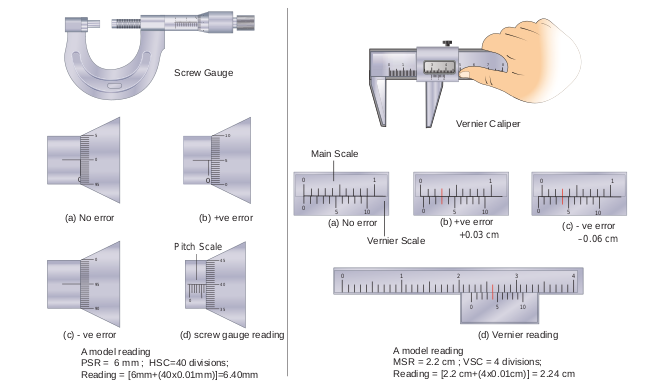 Screw Gauge
5
0
0
95
(a) No error
10
5
0
0
(b) +ve error
0
95
90
(c) - ve error
Pitch Scale
45
40
35
0
(d) screw gauge reading
A model reading
PSR = 6 mm ; HSC=40 divisions;
Reading = [6mm+(40x0.01mm)]=6.40mm
Vernier Caliper
Main Scale
0 1
0 5 10
(a) No error
Vernier Scale
0 1
0 5 10
(b) +ve error
+0.03 cm
0 1
0 5 10
(c) - ve error
−0.06 cm
0 1 2 3 4
0 5 10
(d) Vernier reading
A model reading
MSR = 2.2 cm ; VSC = 4 divisions;
Reading = [2.2 cm+(4x0.01cm)] = 2.24 cm